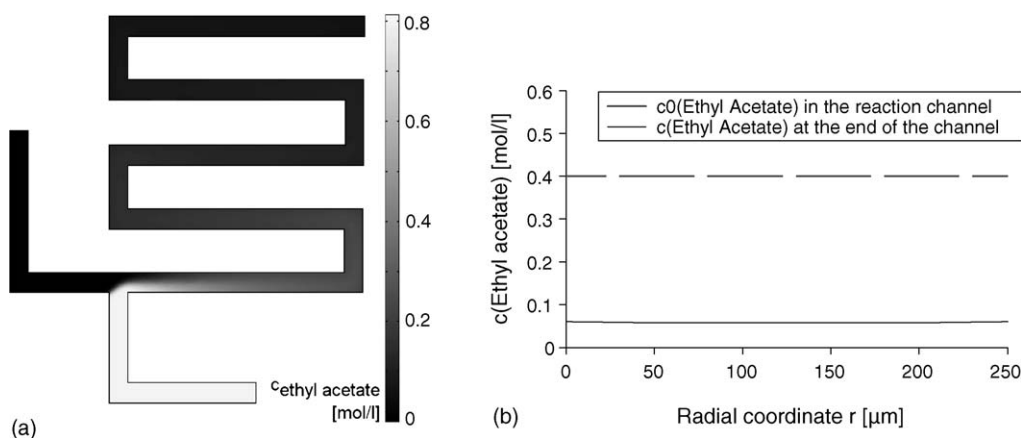 0.8
0.6
0.4
0.2
0
cethyl acetate
[mol/l]
(a)
c(Ethyl acetate) [mol/l]
0.6
0.5
0.4
0.3
0.2
0.1
0
c0(Ethyl Acetate) in the reaction channel
c(Ethyl Acetate) at the end of the channel
0 50 100 150 200 250
Radial coordinate r [µm]
(b)